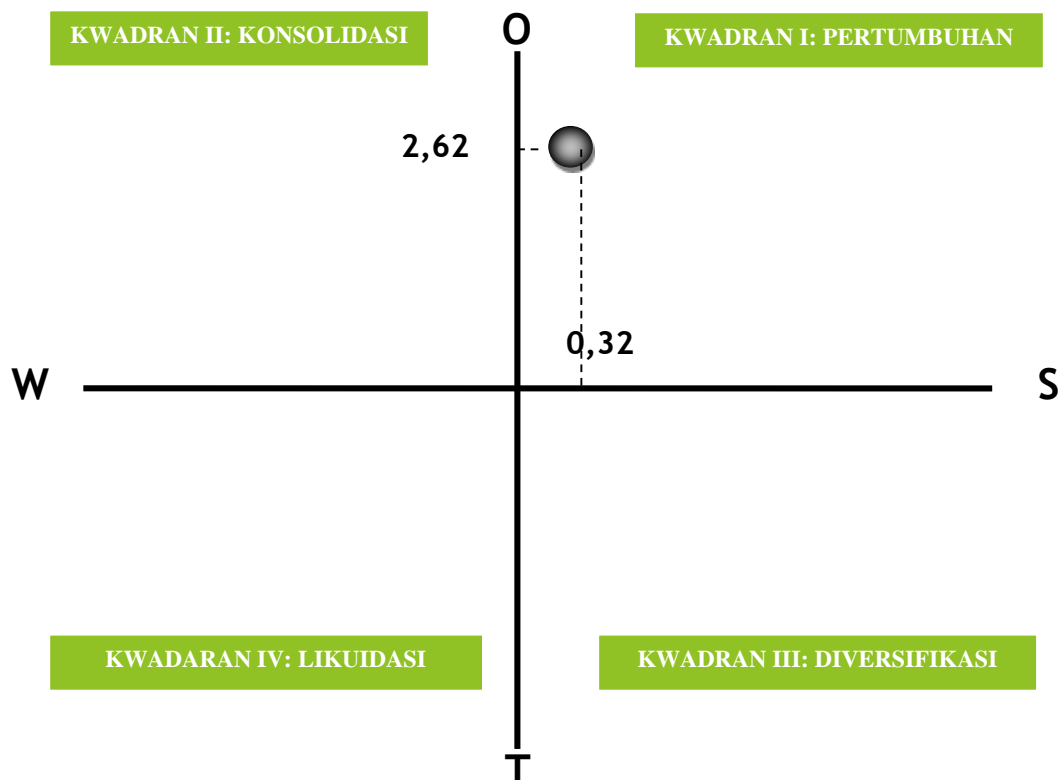 KWADRAN II: KONSOLIDASI
O
KWADRAN I: PERTUMBUHAN
2,62
0,32
W
S
KWADARAN IV: LIKUIDASI
KWADRAN III: DIVERSIFIKASI
T